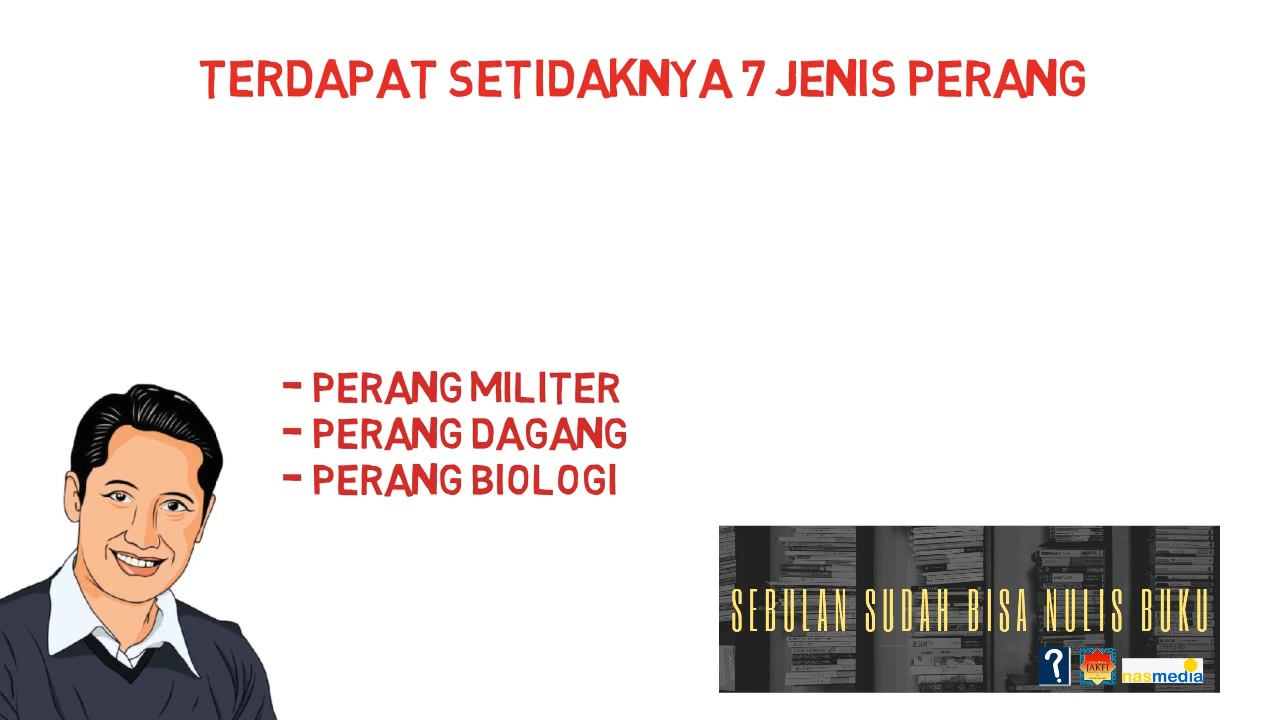 TERDAPAT SETIDAKNYA 7 JENIS PERANG
- PERANG MILITER
- PERANG DAGANG
- PERANG BIOLOGI
SEBULAN SUDAH BISA NULIS BUKU
?
JAKFI
nasmedia